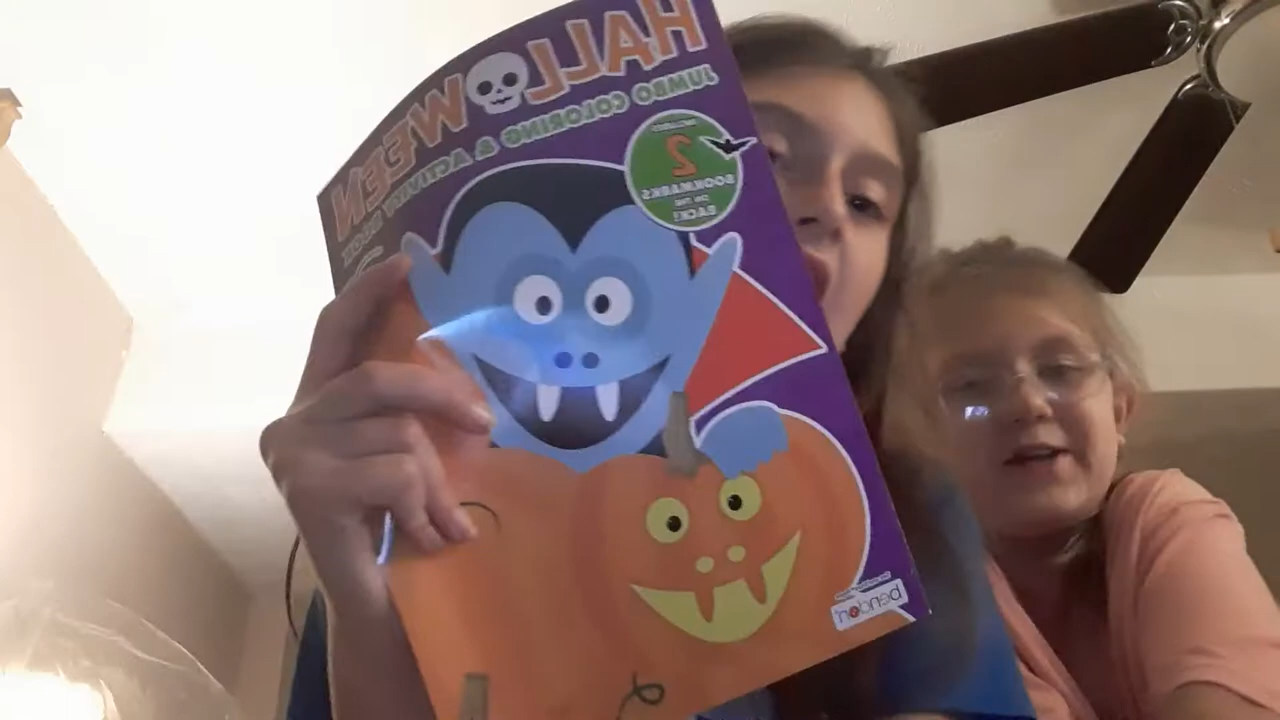 HALLOWEEN
JUMBO COLORING & ACTIVITY BOOK
INCLUDES
2
BOOKMARKS
ON THE
BACK!
bendon